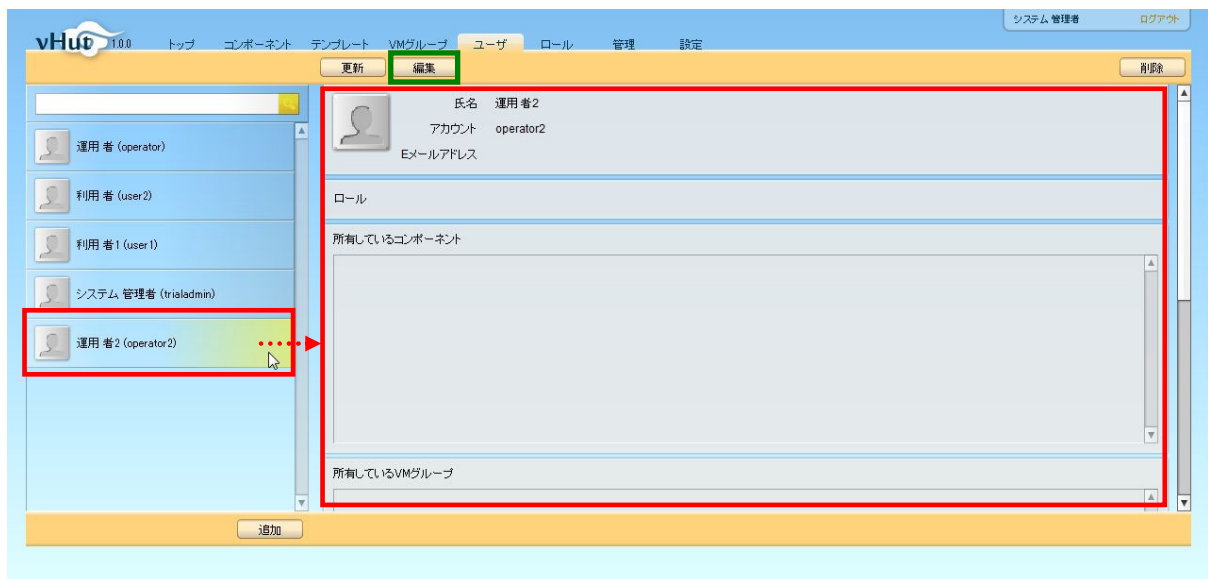 システム 管理者 ログアウト
vHut 1.0.0 トップ コンポーネント テンプレート VMグループ ユーザ ロール 管理 設定
更新 編集 削除
運用 者 (operator)
利用 者 (user2)
利用 者1 (user1)
システム 管理者 (trialadmin)
運用 者2 (operator2)
氏名 運用 者2
アカウント operator2
Eメールアドレス
ロール
所有しているコンポーネント
所有しているVMグループ
追加